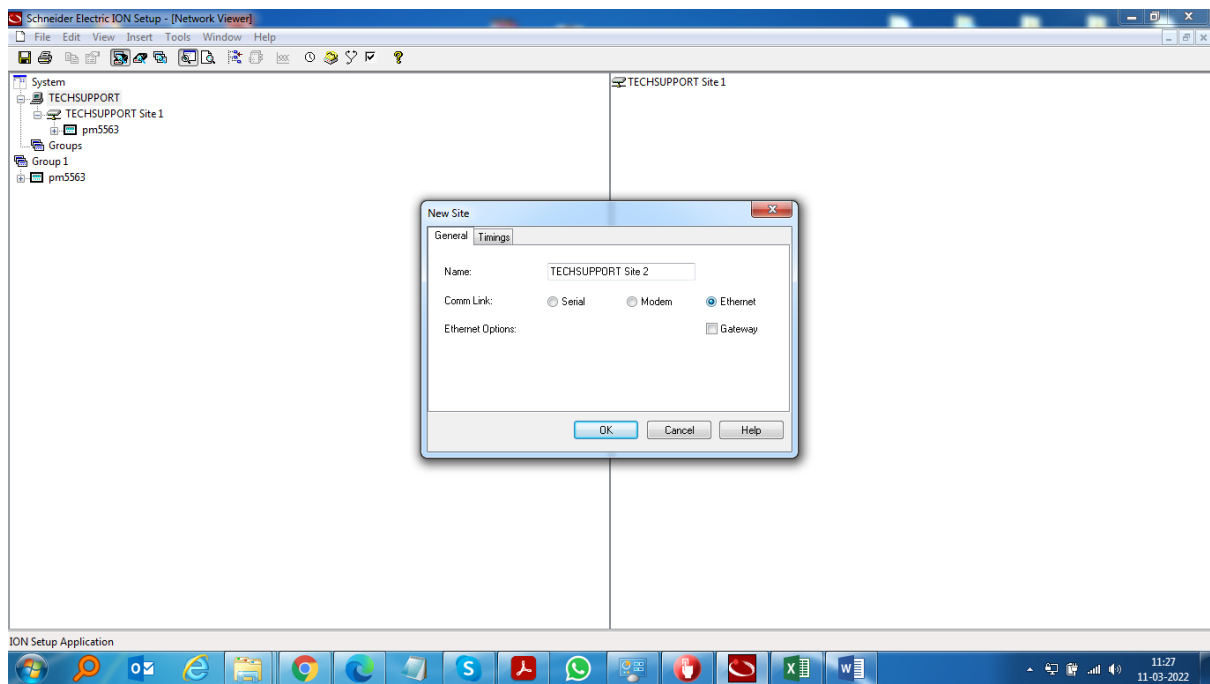 Schneider Electric ION Setup - [Network Viewer]
File Edit View Insert Tools Window Help
System
TECHSUPPORT
TECHSUPPORT Site 1
pm5563
Groups
Group 1
pm5563
TECHSUPPORT Site 1
New Site
General Timings
Name: TECHSUPPORT Site 2
Comm Link: Serial Modem Ethernet
Ethernet Options: Gateway
OK Cancel Help
ION Setup Application
11:27
11-03-2022